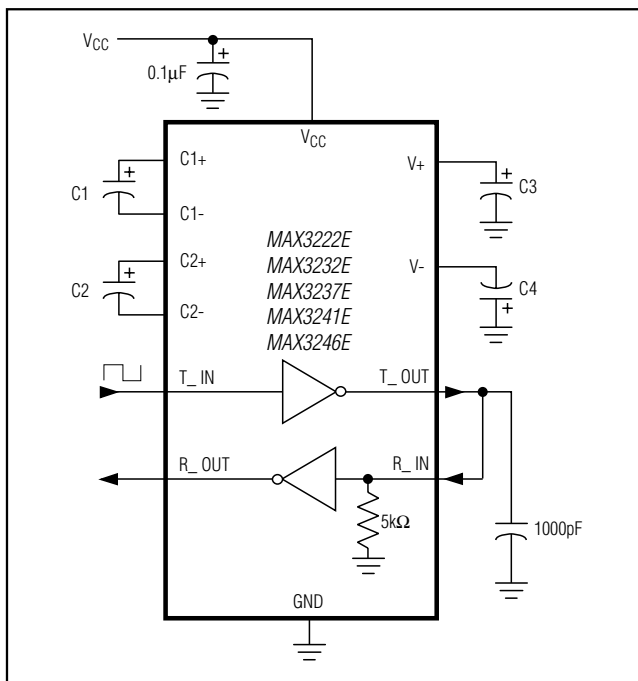 VCC
0.1µF
VCC
C1+
V+
C1
C3
C1-
MAX3222E
C2+
MAX3232E
V-
C2
MAX3237E
C4
C2-
MAX3241E
MAX3246E
T_ IN
T_ OUT
R_ OUT
R_ IN
5kΩ
1000pF
GND